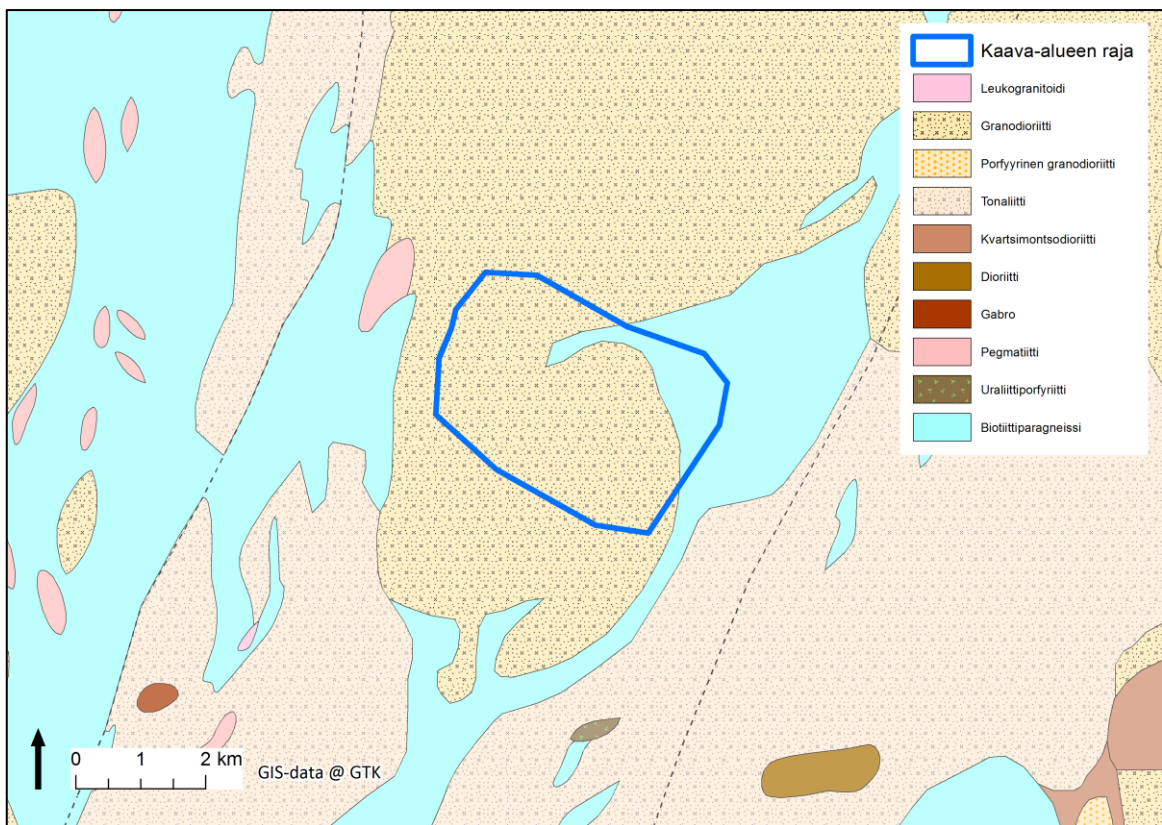 Kaava-alueen raja
Leukogranitoidi
Granodioriitti
Porfyyrinen granodioriitti
Tonaliitti
Kvartsimontsodioriitti
Dioriitti
Gabro
Pegmatiitti
Uraliittiporfyriitti
Biotiittiparagneissi
0 1 2 km
GIS-data @ GTK